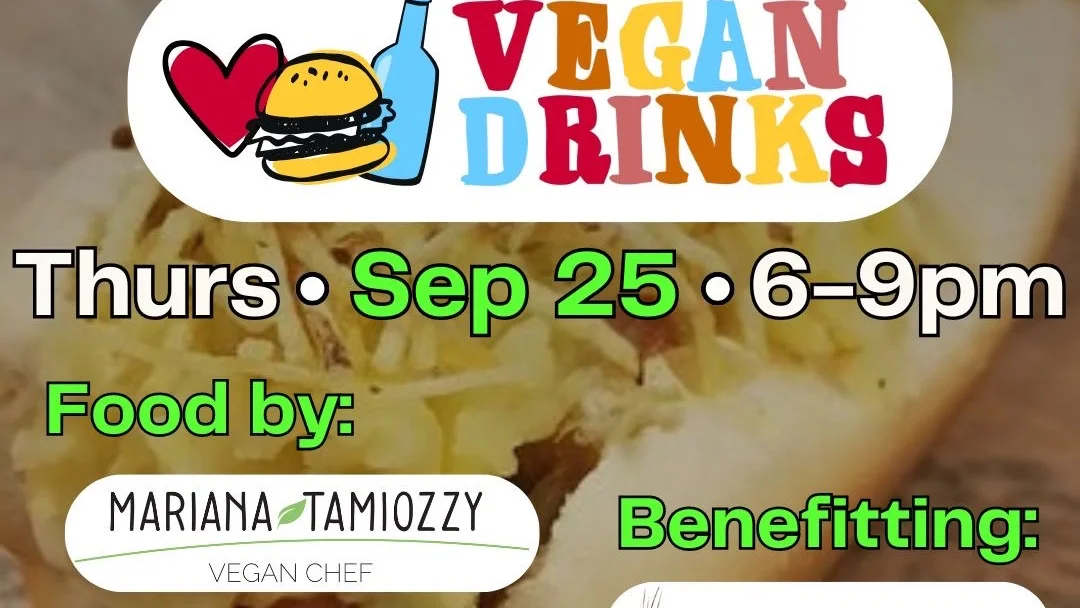 VEGAN
DRINKS
Thurs • Sep 25 • 6–9pm
Food by:
MARIANA TAMIOZZY
VEGAN CHEF
Benefitting: